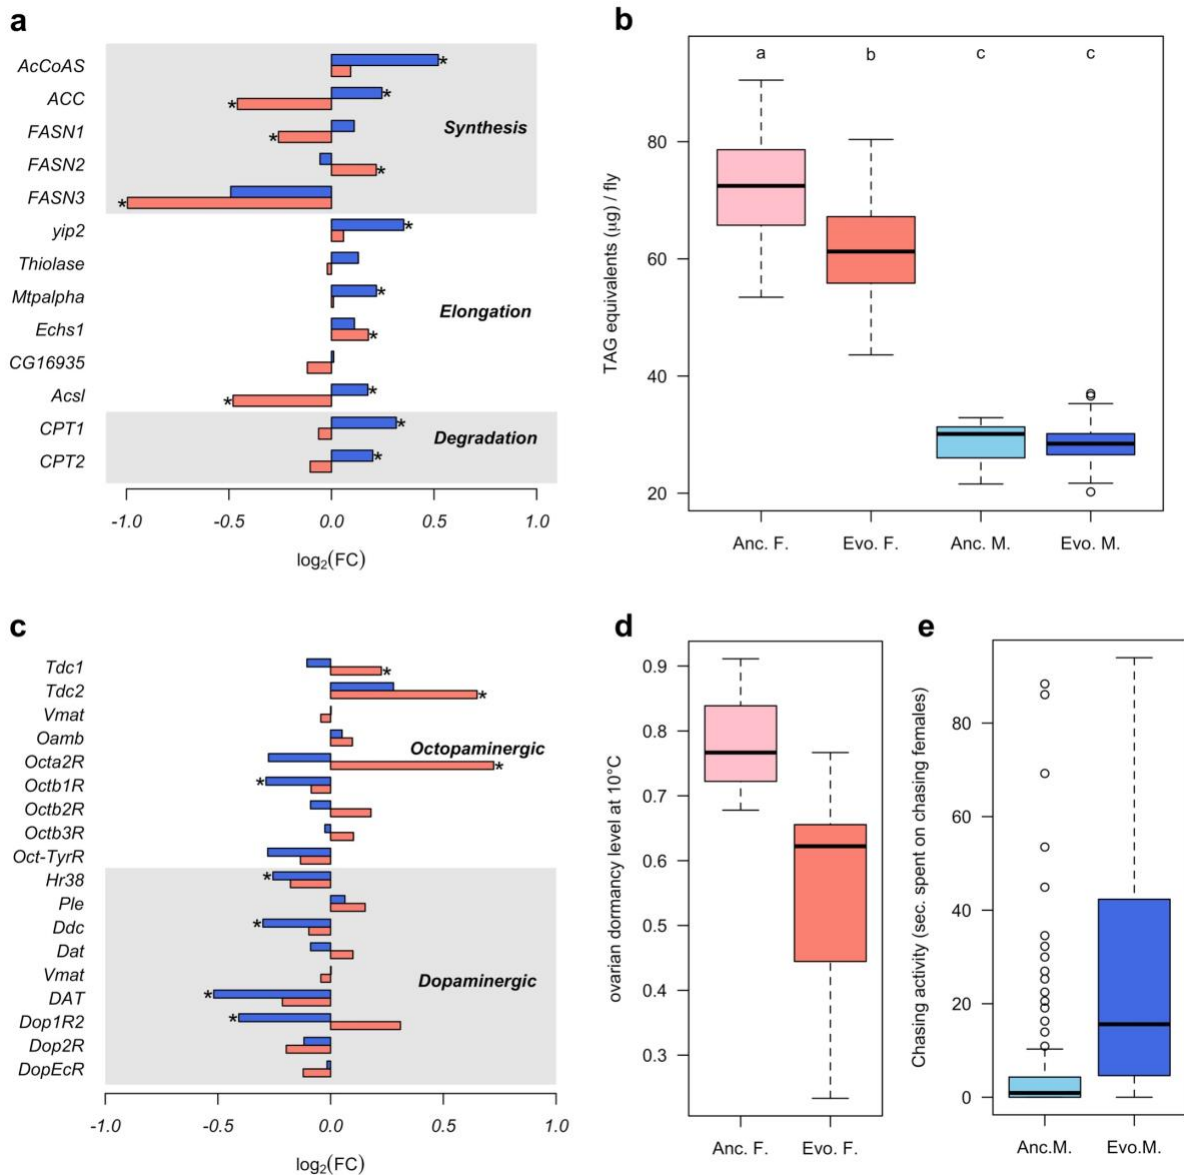 a
AcCoAS
ACC
FASN1
Synthesis
FASN2
FASN3
yip2
Thiolase
Mtpalpha
Elongation
Echs1
CG16935
Acsl
CPT1
Degradation
CPT2
-1.0 -0.5 0.0 0.5 1.0
log2(FC)
b
a b c c
TAG equivalents (µg) / fly
80
60
40
20
Anc. F. Evo. F. Anc. M. Evo. M.
c
Tdc1
Tdc2
Vmat
Oamb
Octopaminergic
Octa2R
Octb1R
Octb2R
Octb3R
Oct-TyrR
Hr38
Ple
Ddc
Dat
Vmat
Dopaminergic
DAT
Dop1R2
Dop2R
DopEcR
-1.0 -0.5 0.0 0.5 1.0
log2(FC)
d
ovarian dormancy level at 10°C
0.9
0.8
0.7
0.6
0.5
0.4
0.3
Anc. F. Evo. F.
e
Chasing activity (sec. spent on chasing females)
80
60
40
20
0
Anc.M. Evo.M.